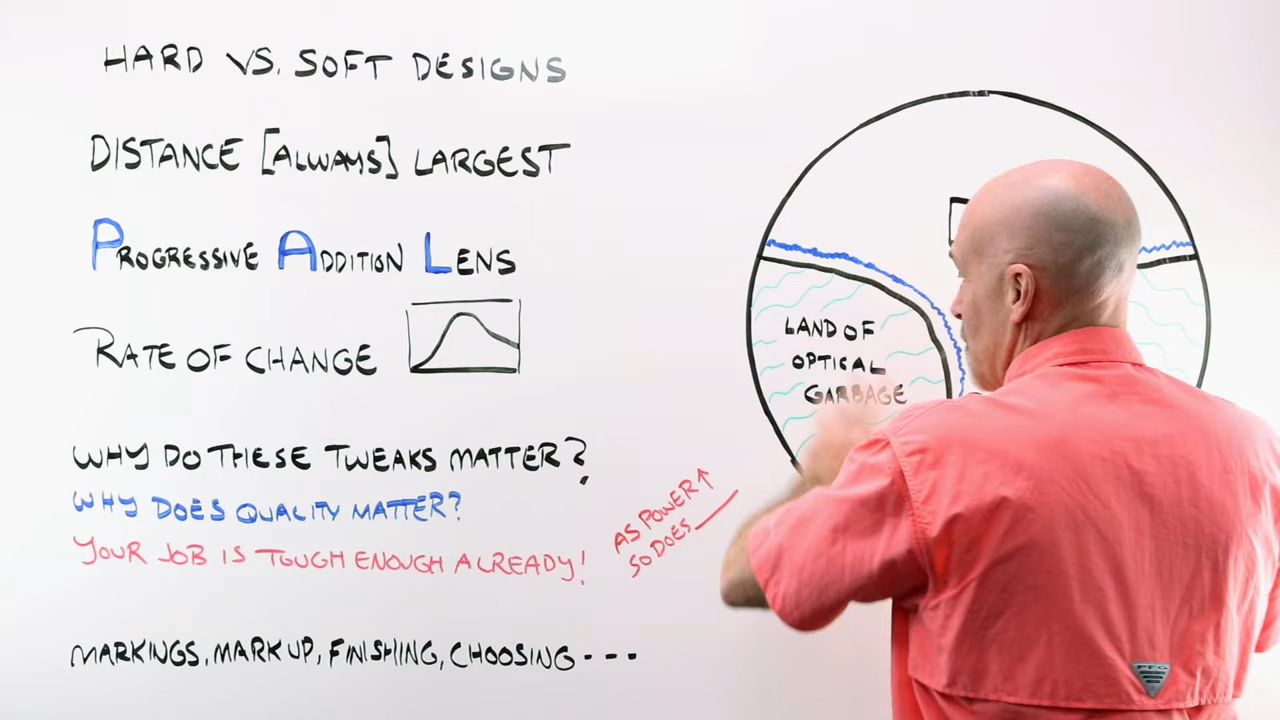 HARD VS. SOFT DESIGNS
DISTANCE [ALWAYS] LARGEST
PROGRESSIVE ADDITION LENS
RATE OF CHANGE
WHY DO THESE TWEAKS MATTER?
WHY DOES QUALITY MATTER?
YOUR JOB IS TOUGH ENOUGH ALREADY!
MARKINGS, MARK UP, FINISHING, CHOOSING ---
AS POWER↑
SO DOES ___
LAND OF
OPTICAL
GARBAGE
PFG